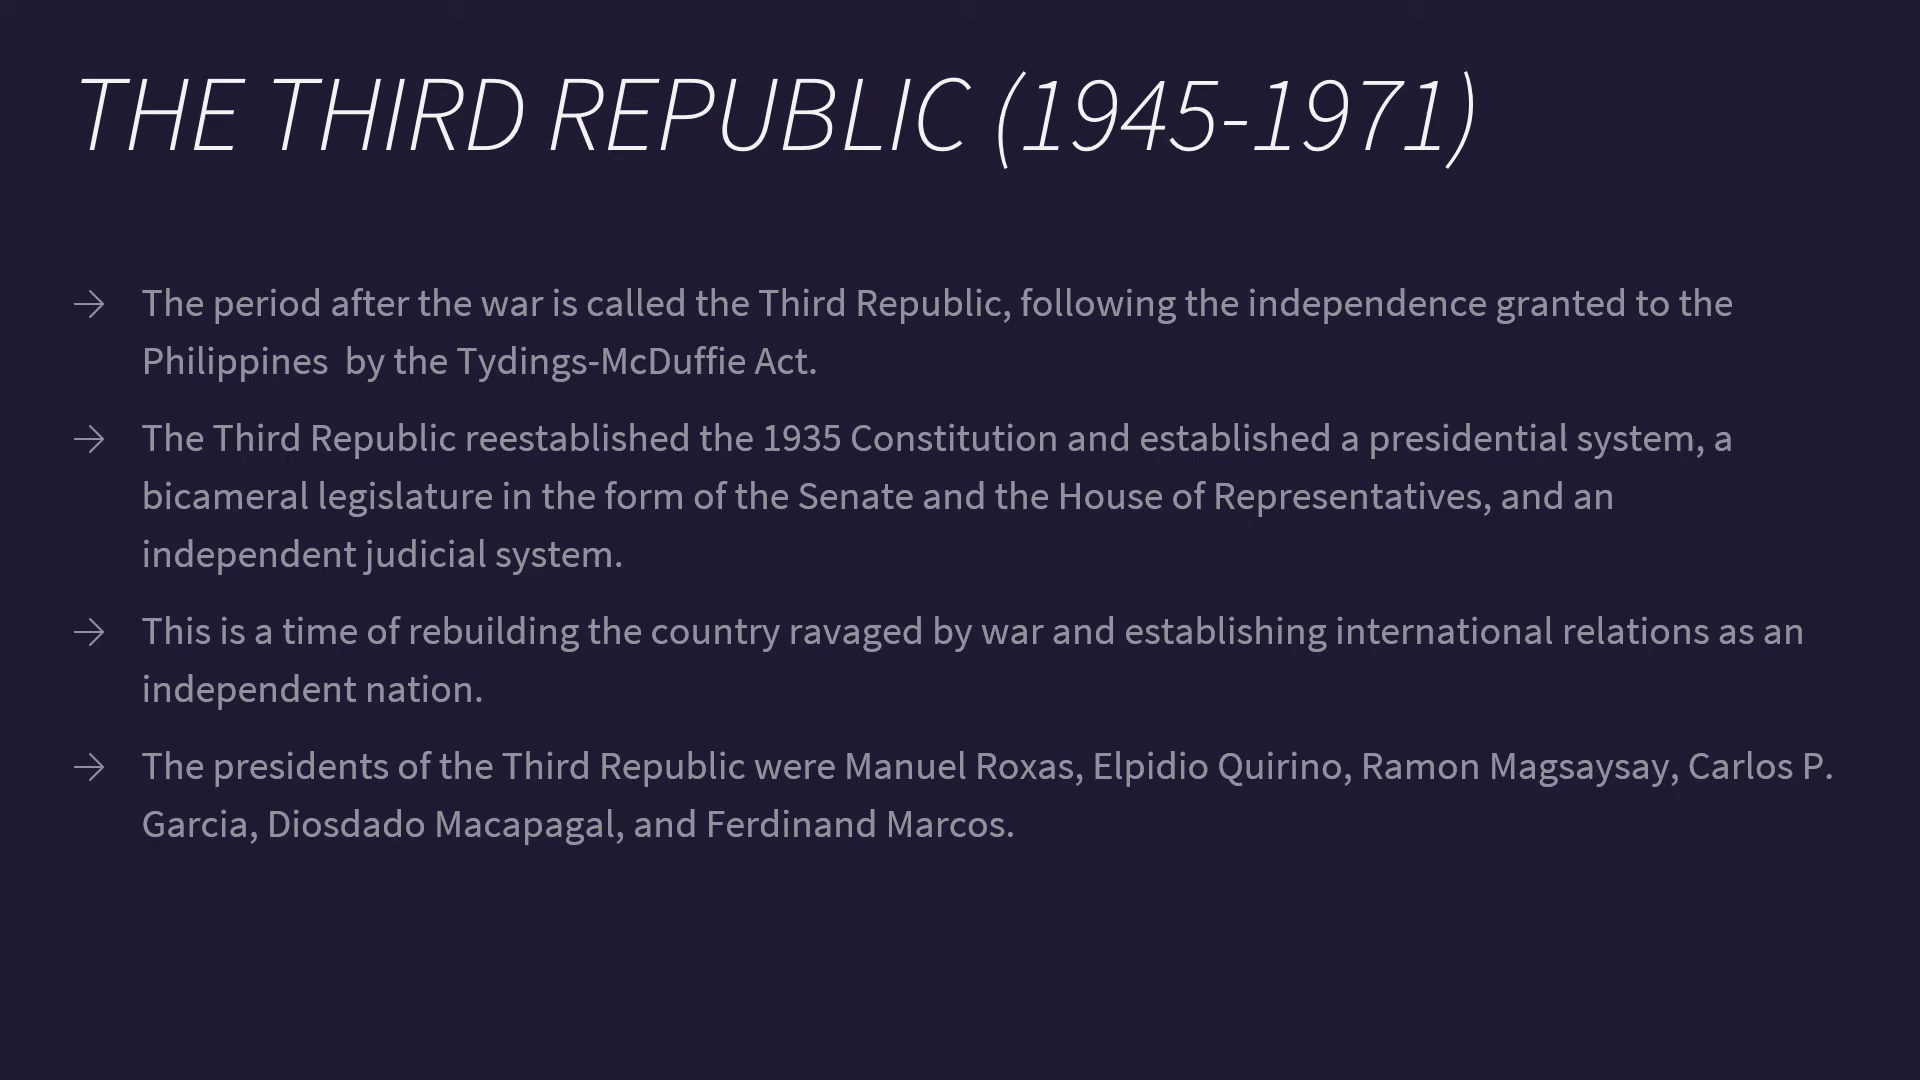 THE THIRD REPUBLIC (1945-1971)
→ The period after the war is called the Third Republic, following the independence granted to the
Philippines  by the Tydings-McDuffie Act.
→ The Third Republic reestablished the 1935 Constitution and established a presidential system, a
bicameral legislature in the form of the Senate and the House of Representatives, and an
independent judicial system.
→ This is a time of rebuilding the country ravaged by war and establishing international relations as an
independent nation.
→ The presidents of the Third Republic were Manuel Roxas, Elpidio Quirino, Ramon Magsaysay, Carlos P.
Garcia, Diosdado Macapagal, and Ferdinand Marcos.